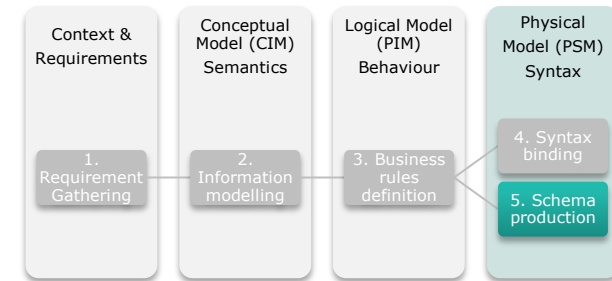 Context &
Requirements
Conceptual
Model (CIM)
Semantics
Logical Model
(PIM)
Behaviour
Physical
Model (PSM)
Syntax
1.
Requirement
Gathering
2.
Information
modelling
3. Business
rules
definition
4. Syntax
binding
5. Schema
production